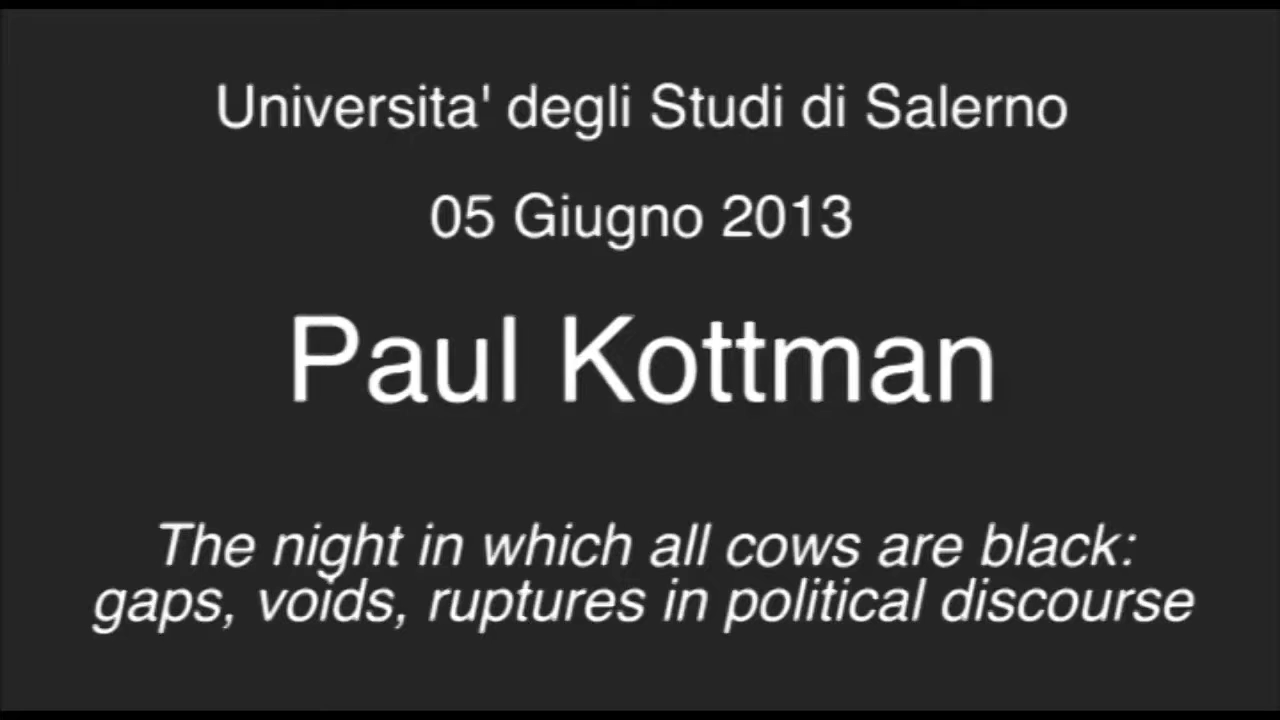 Universita' degli Studi di Salerno
05 Giugno 2013
Paul Kottman
The night in which all cows are black:
gaps, voids, ruptures in political discourse